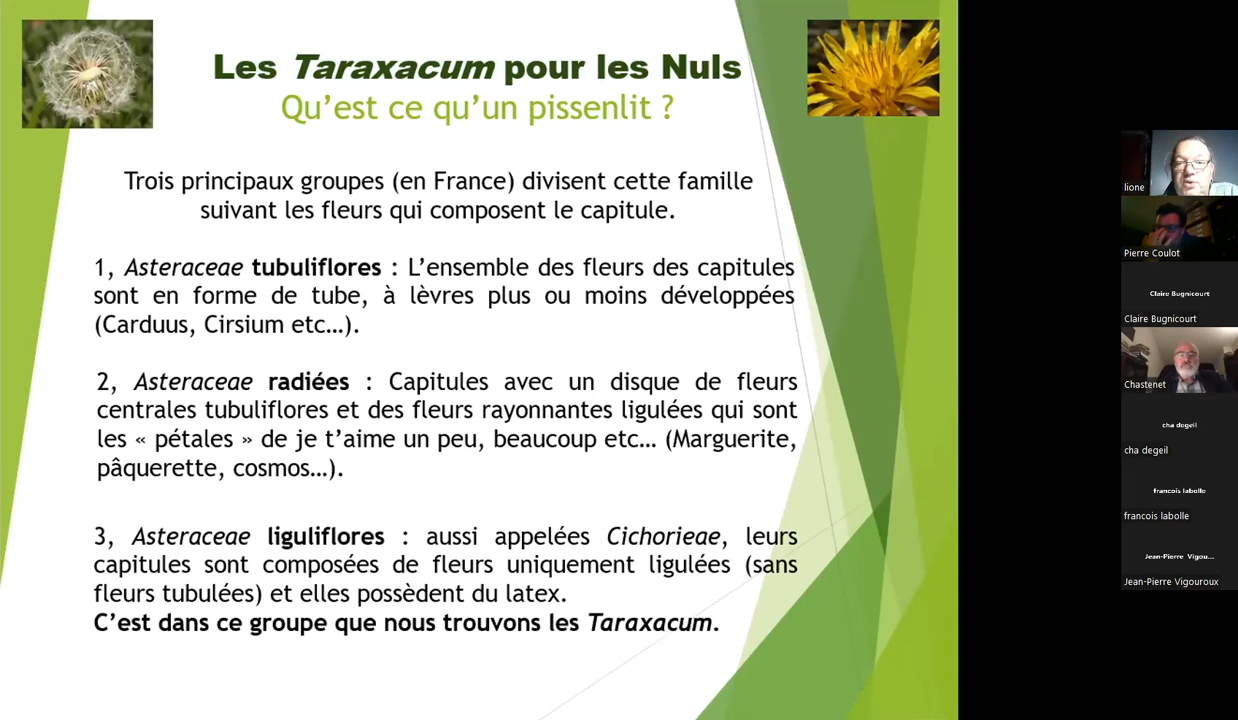 Les Taraxacum pour les Nuls
Qu’est ce qu’un pissenlit ?
Trois principaux groupes (en France) divisent cette famille
suivant les fleurs qui composent le capitule.
1, Asteraceae tubuliflores : L’ensemble des fleurs des capitules
sont en forme de tube, à lèvres plus ou moins développées
(Carduus, Cirsium etc…).
2, Asteraceae radiées : Capitules avec un disque de fleurs
centrales tubuliflores et des fleurs rayonnantes ligulées qui sont
les « pétales » de je t’aime un peu, beaucoup etc… (Marguerite,
pâquerette, cosmos…).
3, Asteraceae liguliflores : aussi appelées Cichorieae, leurs
capitules sont composées de fleurs uniquement ligulées (sans
fleurs tubulées) et elles possèdent du latex.
C’est dans ce groupe que nous trouvons les Taraxacum.
lione
Pierre Coulot
Claire Bugnicourt
Claire Bugnicourt
Chastenet
cha degeil
cha degeil
francois labolle
francois labolle
Jean-Pierre Vigou...
Jean-Pierre Vigouroux